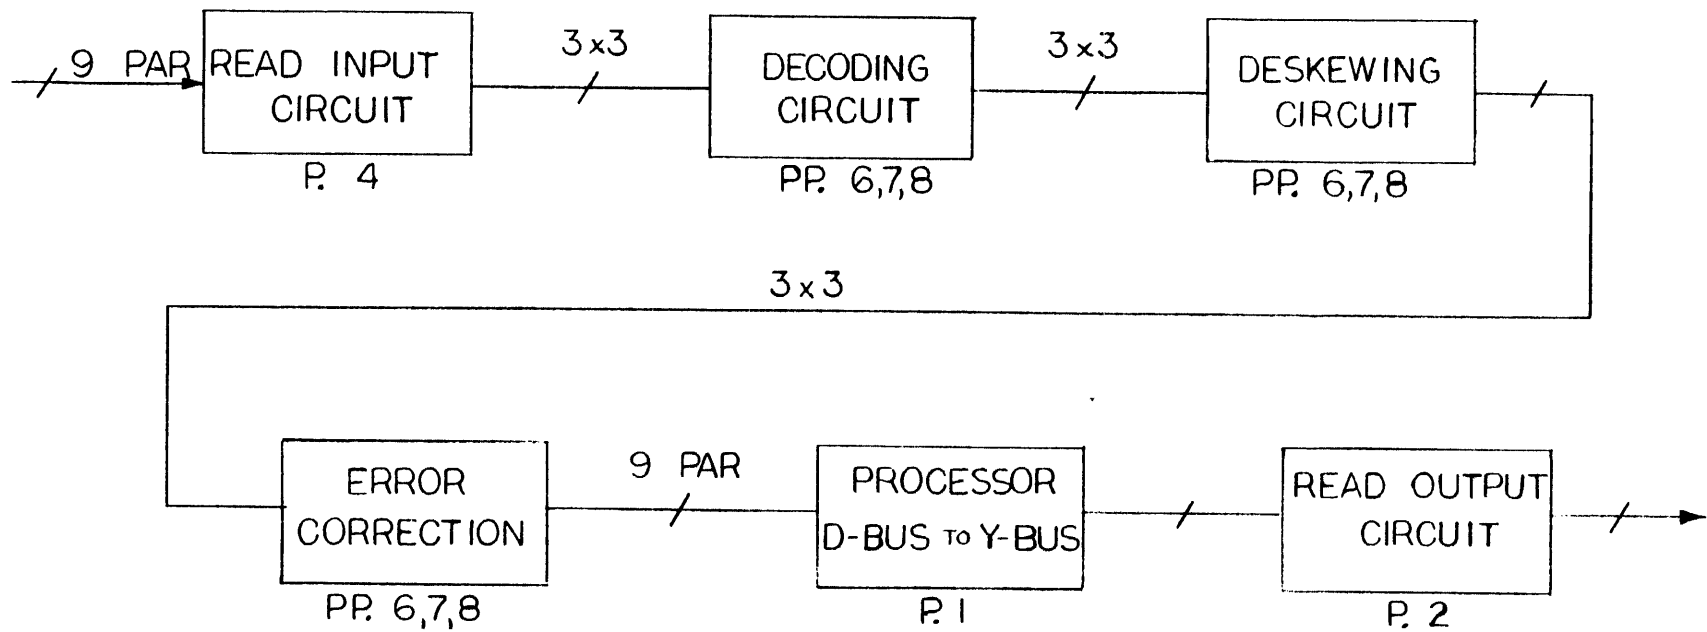 9 PAR
READ INPUT
CIRCUIT
P. 4
3x3
DECODING
CIRCUIT
PP. 6,7,8
3x3
DESKEWING
CIRCUIT
PP. 6,7,8
3x3
ERROR
CORRECTION
PP. 6,7,8
9 PAR
PROCESSOR
D-BUS TO Y-BUS
P. 1
READ OUTPUT
CIRCUIT
P. 2